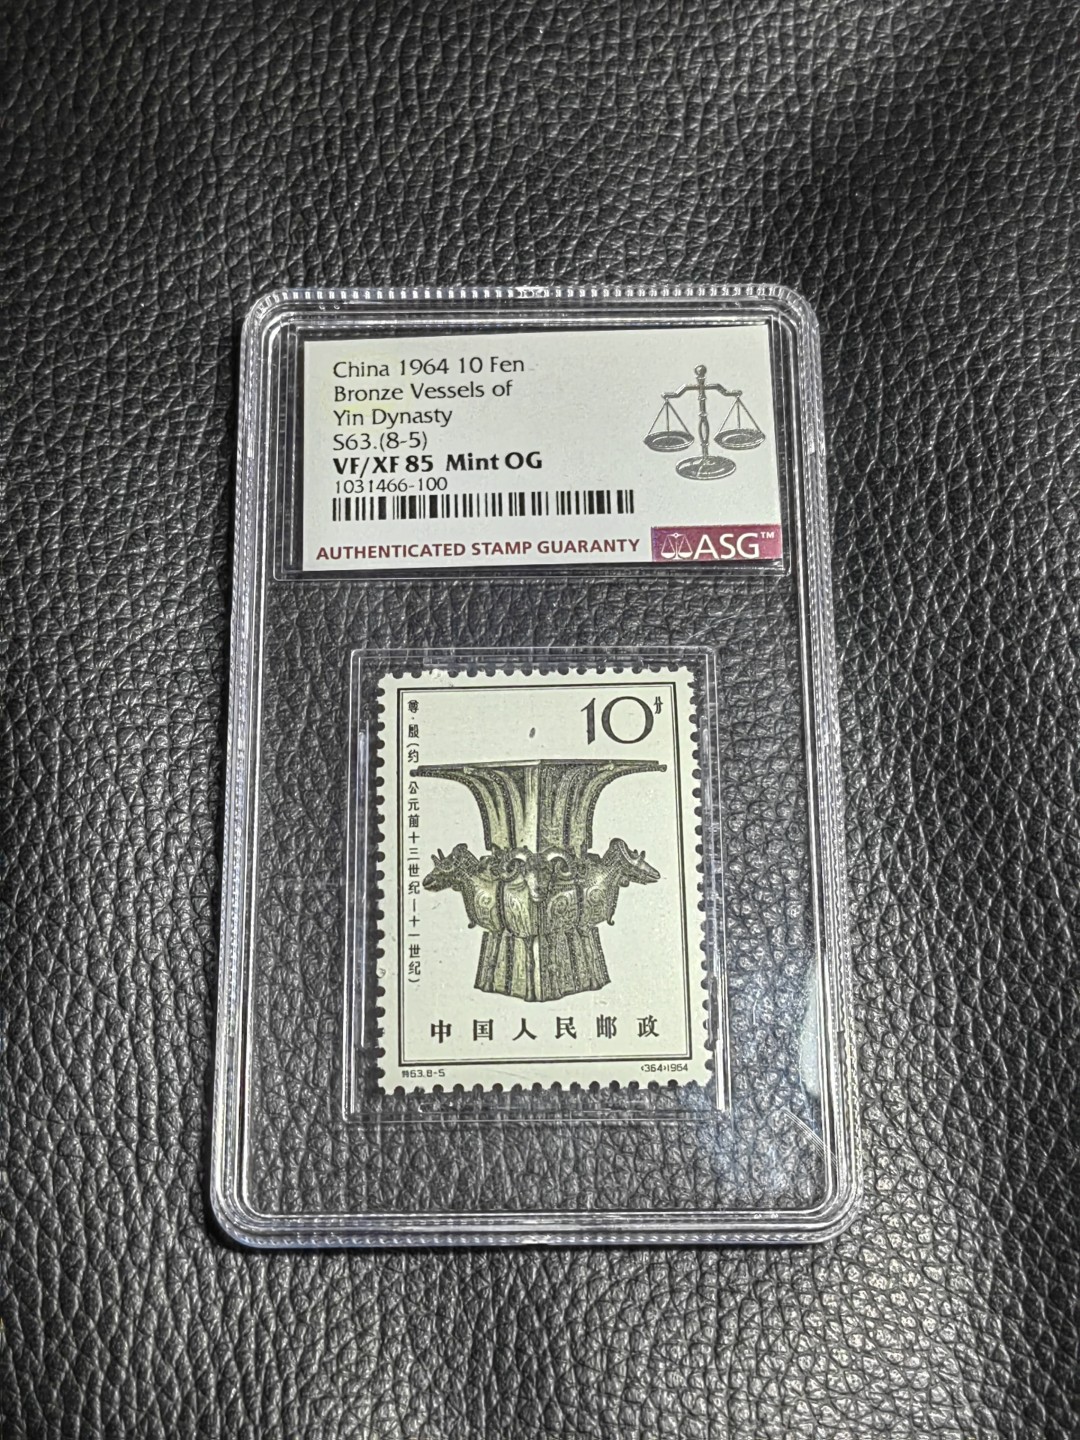 China 1964 10 Fen
Bronze Vessels of
Yin Dynasty
S63.(8-5)
VF/XF 85 Mint OG
1031466-100
AUTHENTICATED STAMP GUARANTY
ASG™
10分
尊·殷(约公元前十三世纪—十一世纪)
中国人民邮政
特63.8-5
<364>1964